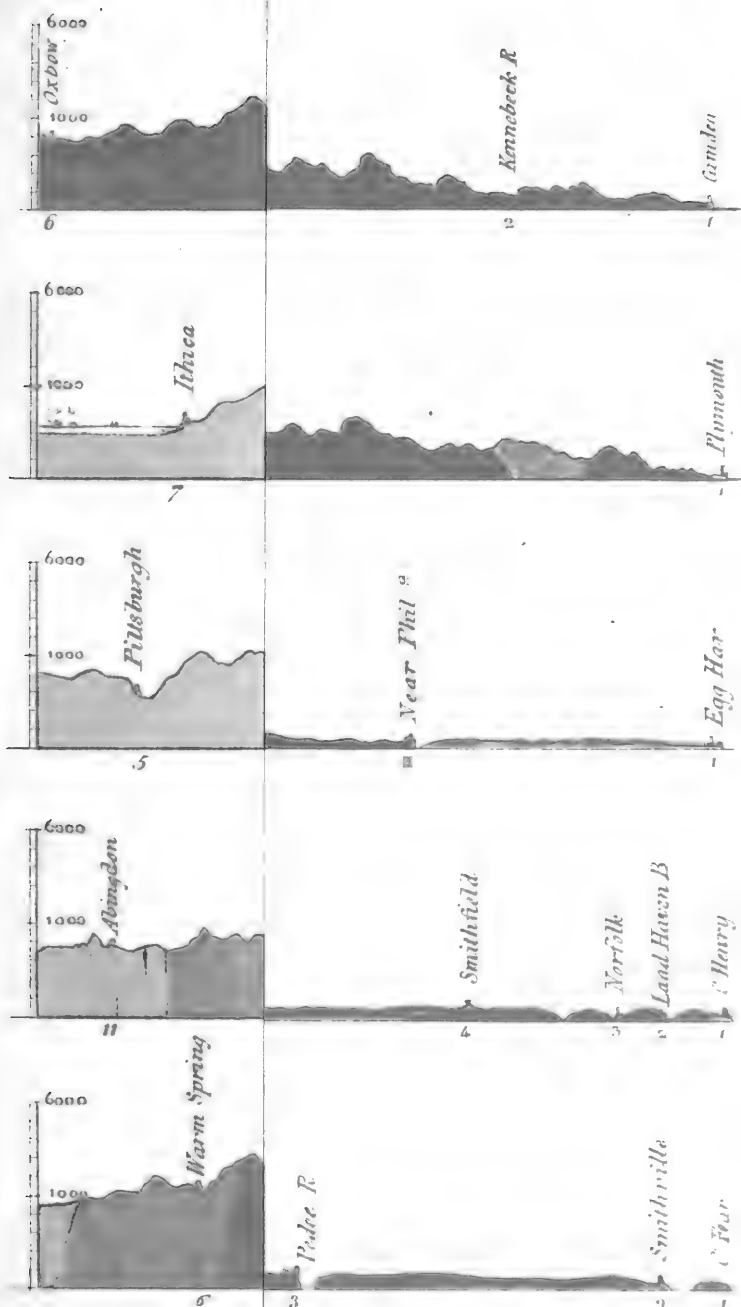 6000
Oxbow
1000
Kennebeck R
Camden
6
2
1
6000
Ithica
1000
Plymouth
7
1
6000
Pittsburgh
1000
Near Phil a
Egg Har
5
2
1
6000
Abingdon
1000
Smithfield
Norfolk
Haven B
Henry
11
4
3
2
1
6000
Warm Spring
1000
Pedee R
Smithville
C Fear
6
3
2
1